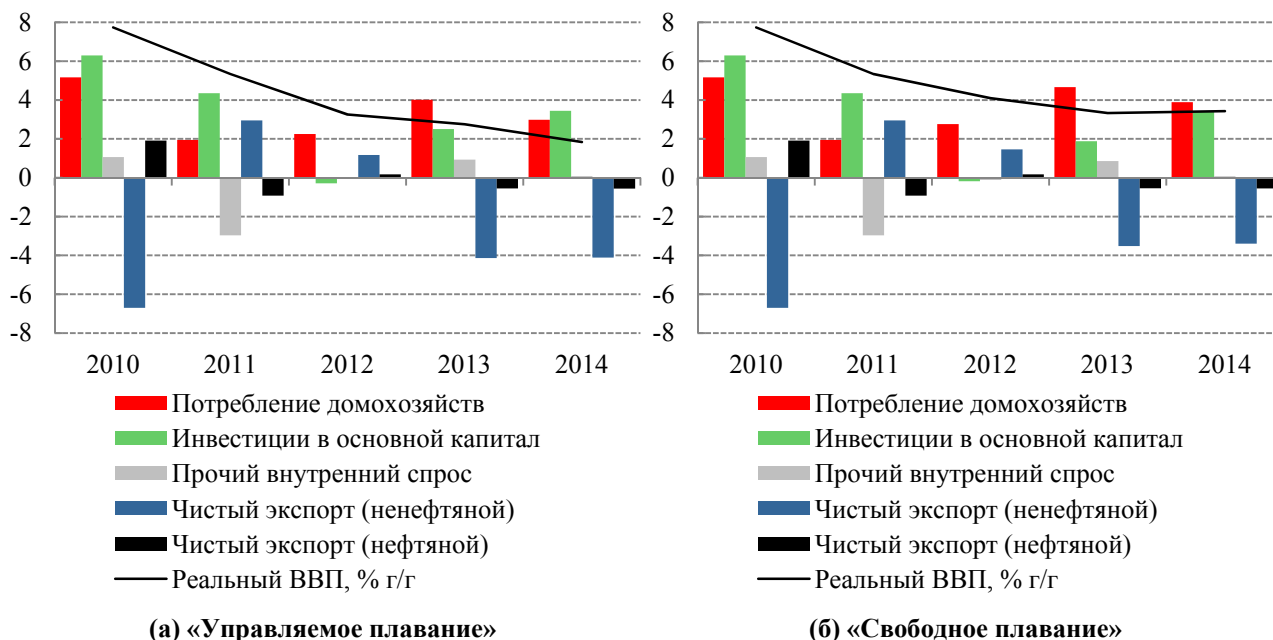 8
6
4
2
0
-2
-4
-6
-8
2010 2011 2012 2013 2014
Потребление домохозяйств
Инвестиции в основной капитал
Прочий внутренний спрос
Чистый экспорт (ненефтяной)
Чистый экспорт (нефтяной)
Реальный ВВП, % г/г
(а) «Управляемое плавание»
8
6
4
2
0
-2
-4
-6
-8
2010 2011 2012 2013 2014
Потребление домохозяйств
Инвестиции в основной капитал
Прочий внутренний спрос
Чистый экспорт (ненефтяной)
Чистый экспорт (нефтяной)
Реальный ВВП, % г/г
(б) «Свободное плавание»